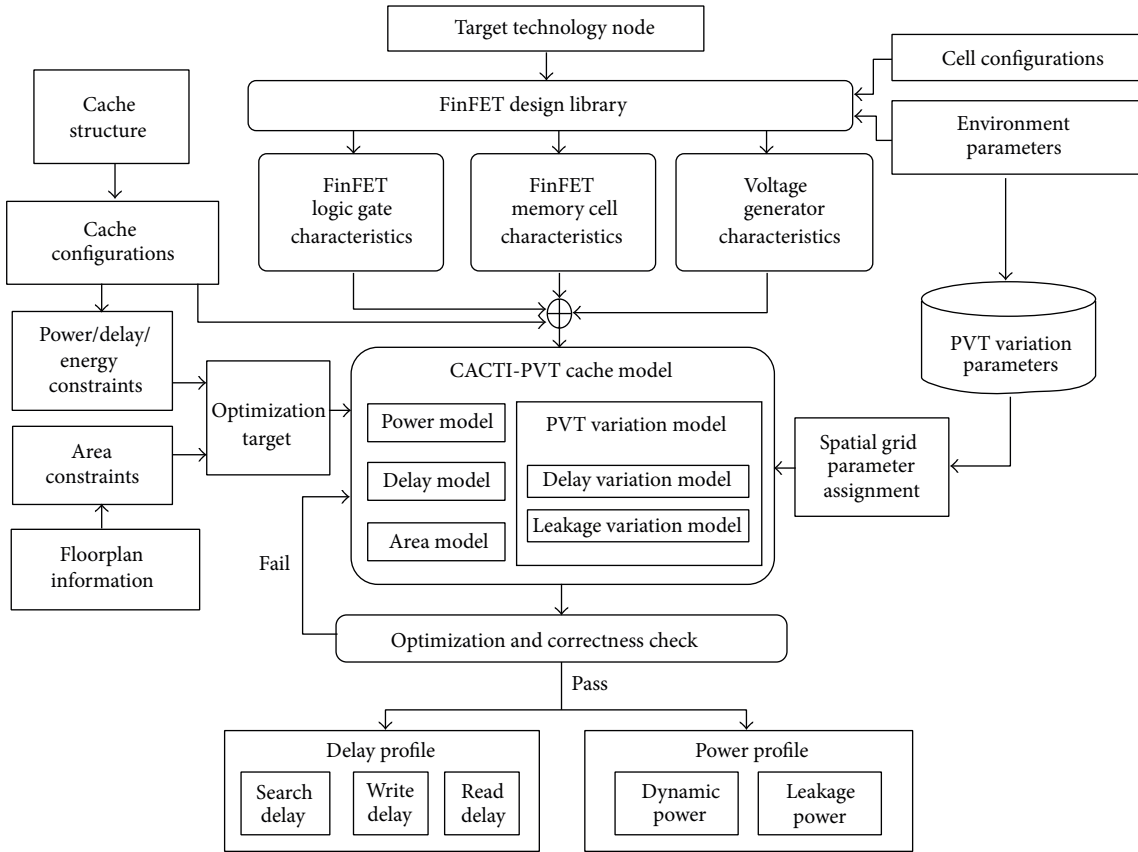 Target technology node
Cell configurations
FinFET design library
Cache
structure
Environment
parameters
FinFET
logic gate
characteristics
FinFET
memory cell
characteristics
Voltage
generator
characteristics
Cache
configurations
Power/delay/
energy
constraints
PVT variation
parameters
CACTI-PVT cache model
Optimization
target
Power model
PVT variation model
Area
constraints
Delay model
Delay variation model
Spatial grid
parameter
assignment
Leakage variation model
Area model
Floorplan
information
Fail
Optimization and correctness check
Pass
Delay profile
Search
delay
Write
delay
Read
delay
Power profile
Dynamic
power
Leakage
power